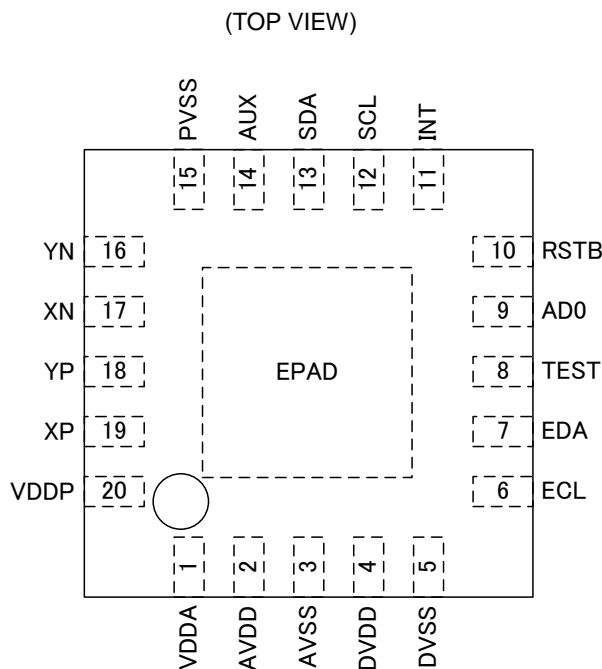 (TOP VIEW)
PVSS
AUX
SDA
SCL
INT
15
14
13
12
11
YN 16
10 RSTB
XN 17
9 AD0
YP 18
EPAD
8 TEST
XP 19
7 EDA
VDDP 20
6 ECL
1
2
3
4
5
VDDA
AVDD
AVSS
DVDD
DVSS